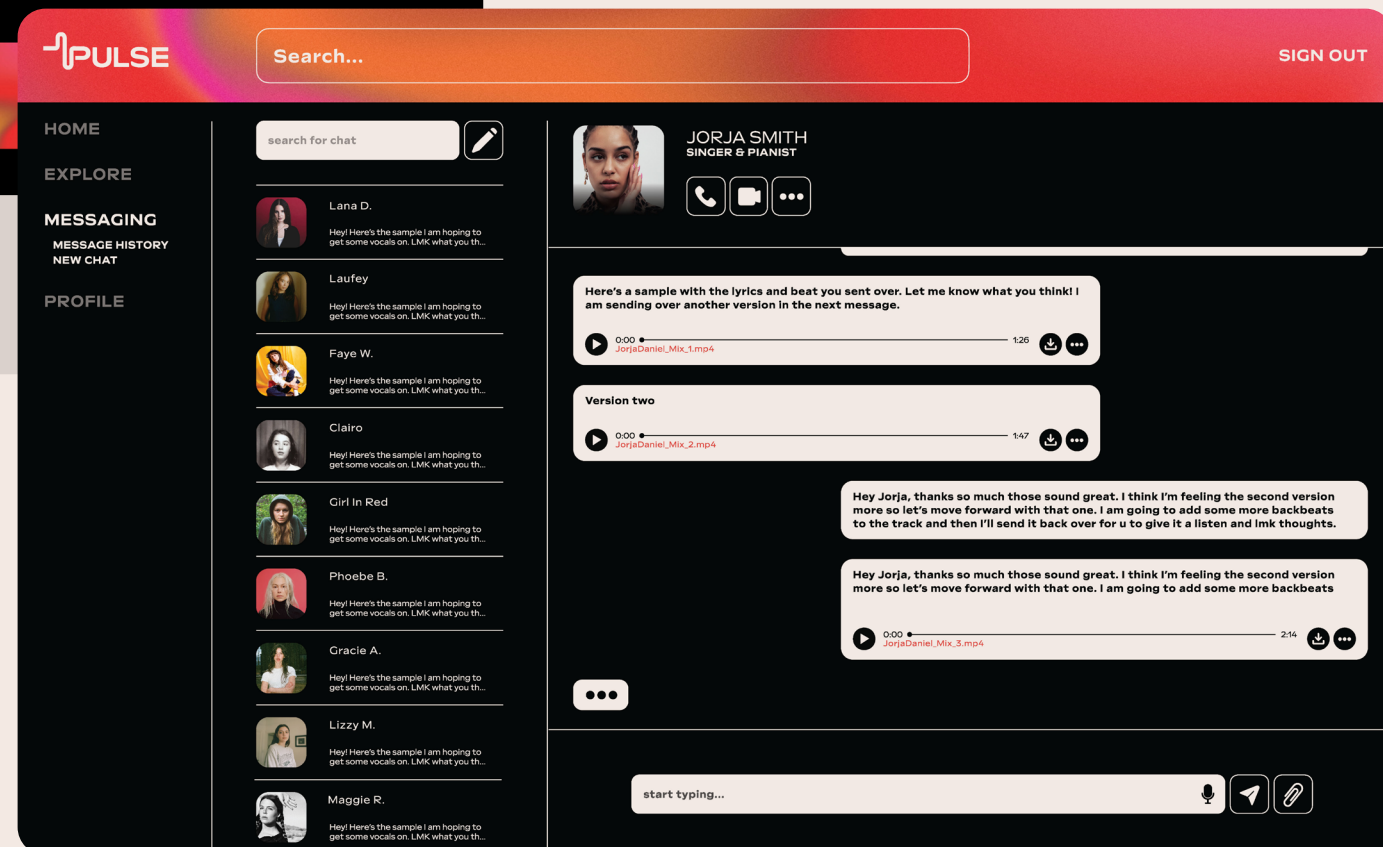 PULSE
Search...
SIGN OUT
HOME
EXPLORE
MESSAGING
MESSAGE HISTORY
NEW CHAT
PROFILE
search for chat
Lana D.
Hey! Here's the sample I am hoping to
get some vocals on. LMK what you th...
Laufey
Hey! Here's the sample I am hoping to
get some vocals on. LMK what you th...
Faye W.
Hey! Here's the sample I am hoping to
get some vocals on. LMK what you th...
Clairo
Hey! Here's the sample I am hoping to
get some vocals on. LMK what you th...
Girl In Red
Hey! Here's the sample I am hoping to
get some vocals on. LMK what you th...
Phoebe B.
Hey! Here's the sample I am hoping to
get some vocals on. LMK what you th...
Gracie A.
Hey! Here's the sample I am hoping to
get some vocals on. LMK what you th...
Lizzy M.
Hey! Here's the sample I am hoping to
get some vocals on. LMK what you th...
Maggie R.
Hey! Here's the sample I am hoping to
get some vocals on. LMK what you th...
JORJA SMITH
SINGER & PIANIST
Here's a sample with the lyrics and beat you sent over. Let me know what you think! I
am sending over another version in the next message.
0:00 1:26
JorjaDaniel_Mix_1.mp4
Version two
0:00 1:47
JorjaDaniel_Mix_2.mp4
Hey Jorja, thanks so much those sound great. I think I'm feeling the second version
more so let's move forward with that one. I am going to add some more backbeats
to the track and then I'll send it back over for u to give it a listen and lmk thoughts.
Hey Jorja, thanks so much those sound great. I think I'm feeling the second version
more so let's move forward with that one. I am going to add some more backbeats
0:00 2:14
JorjaDaniel_Mix_3.mp4
start typing...